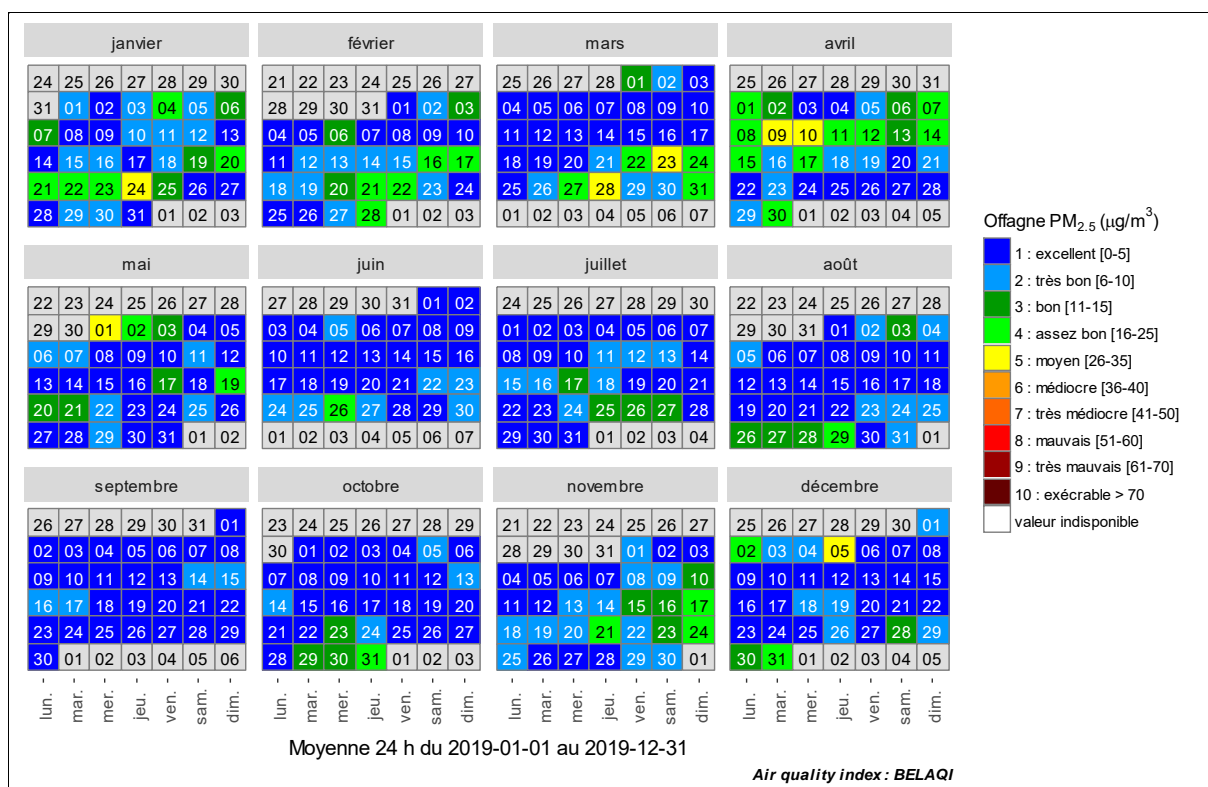 janvier février mars avril
24 25 26 27 28 29 30 21 22 23 24 25 26 27 25 26 27 28 01 02 03 25 26 27 28 29 30 31
31 01 02 03 04 05 06 28 29 30 31 01 02 03 04 05 06 07 08 09 10 01 02 03 04 05 06 07
07 08 09 10 11 12 13 04 05 06 07 08 09 10 11 12 13 14 15 16 17 08 09 10 11 12 13 14
14 15 16 17 18 19 20 11 12 13 14 15 16 17 18 19 20 21 22 23 24 15 16 17 18 19 20 21
21 22 23 24 25 26 27 18 19 20 21 22 23 24 25 26 27 28 29 30 31 22 23 24 25 26 27 28
28 29 30 31 01 02 03 25 26 27 28 01 02 03 01 02 03 04 05 06 07 29 30 01 02 03 04 05
mai juin juillet août
22 23 24 25 26 27 28 27 28 29 30 31 01 02 24 25 26 27 28 29 30 22 23 24 25 26 27 28
29 30 01 02 03 04 05 03 04 05 06 07 08 09 01 02 03 04 05 06 07 29 30 31 01 02 03 04
06 07 08 09 10 11 12 10 11 12 13 14 15 16 08 09 10 11 12 13 14 05 06 07 08 09 10 11
13 14 15 16 17 18 19 17 18 19 20 21 22 23 15 16 17 18 19 20 21 12 13 14 15 16 17 18
20 21 22 23 24 25 26 24 25 26 27 28 29 30 22 23 24 25 26 27 28 19 20 21 22 23 24 25
27 28 29 30 31 01 02 01 02 03 04 05 06 07 29 30 31 01 02 03 04 26 27 28 29 30 31 01
septembre octobre novembre décembre
26 27 28 29 30 31 01 23 24 25 26 27 28 29 21 22 23 24 25 26 27 25 26 27 28 29 30 01
02 03 04 05 06 07 08 30 01 02 03 04 05 06 28 29 30 31 01 02 03 02 03 04 05 06 07 08
09 10 11 12 13 14 15 07 08 09 10 11 12 13 04 05 06 07 08 09 10 09 10 11 12 13 14 15
16 17 18 19 20 21 22 14 15 16 17 18 19 20 11 12 13 14 15 16 17 16 17 18 19 20 21 22
23 24 25 26 27 28 29 21 22 23 24 25 26 27 18 19 20 21 22 23 24 23 24 25 26 27 28 29
30 01 02 03 04 05 06 28 29 30 31 01 02 03 25 26 27 28 29 30 01 30 31 01 02 03 04 05
lun. mar. mer. jeu. ven. sam. dim. lun. mar. mer. jeu. ven. sam. dim. lun. mar. mer. jeu. ven. sam. dim. lun. mar. mer. jeu. ven. sam. dim.
Moyenne 24 h du 2019-01-01 au 2019-12-31
Air quality index : BELAQI
Offagne PM2.5 (µg/m³)
1 : excellent [0-5]
2 : très bon [6-10]
3 : bon [11-15]
4 : assez bon [16-25]
5 : moyen [26-35]
6 : médiocre [36-40]
7 : très médiocre [41-50]
8 : mauvais [51-60]
9 : très mauvais [61-70]
10 : exécrable > 70
valeur indisponible